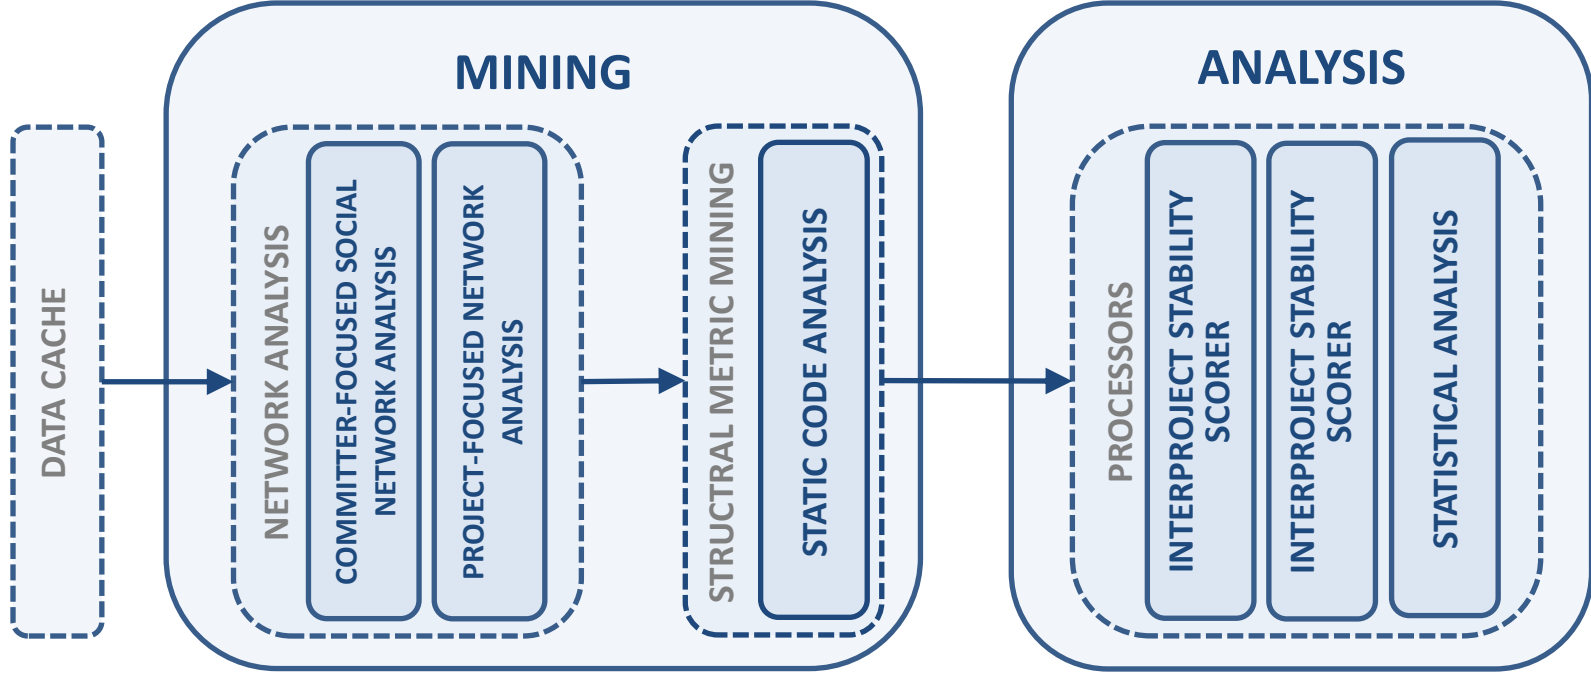 MINING
ANALYSIS
DATA CACHE
NETWORK ANALYSIS
COMMITTER-FOCUSED SOCIAL
NETWORK ANALYSIS
PROJECT-FOCUSED NETWORK
ANALYSIS
STRUCTRAL METRIC MINING
STATIC CODE ANALYSIS
PROCESSORS
INTERPROJECT STABILITY
SCORER
INTERPROJECT STABILITY
SCORER
STATISTICAL ANALYSIS